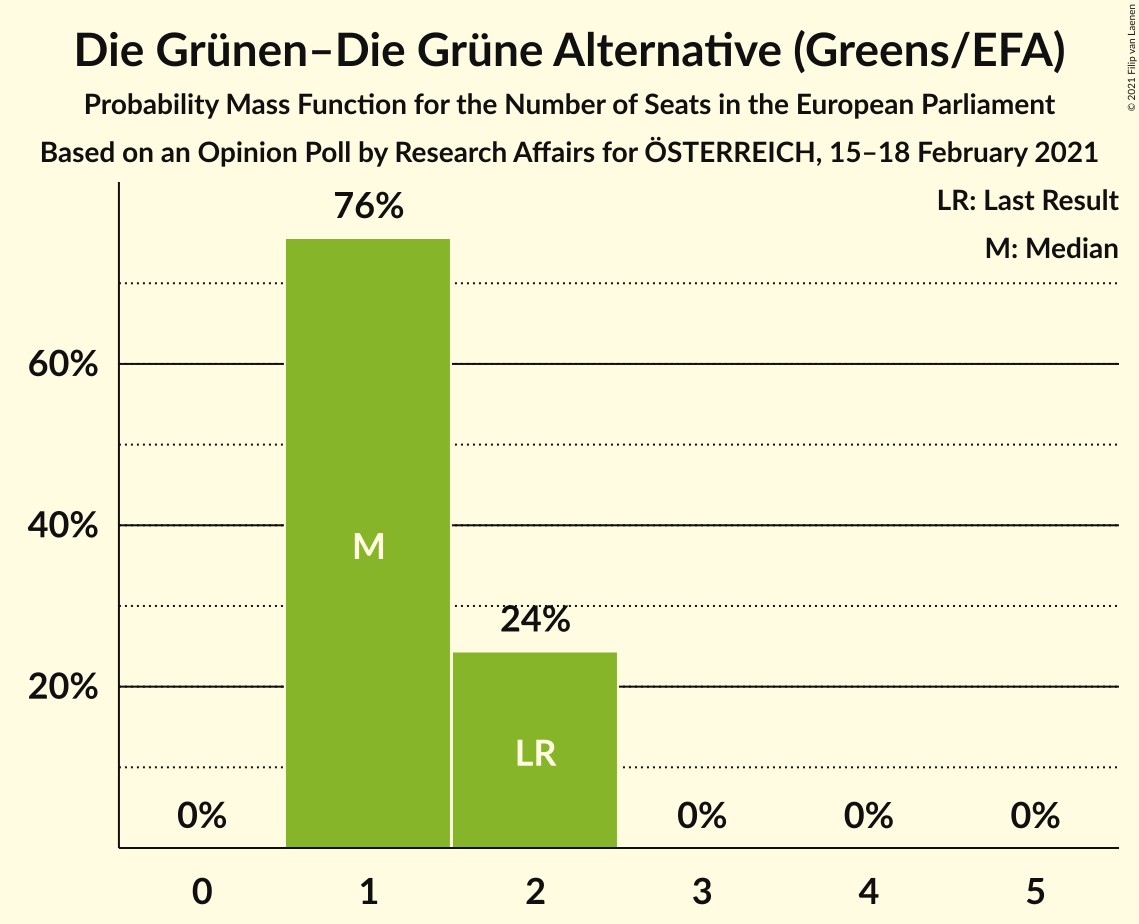 Die Grünen–Die Grüne Alternative (Greens/EFA)
Probability Mass Function for the Number of Seats in the European Parliament
Based on an Opinion Poll by Research Affairs for ÖSTERREICH, 15–18 February 2021
© 2021 Filip van Laenen
LR: Last Result
M: Median
76%
60%
40%
M
24%
20%
LR
0%
0%
0%
0%
0
1
2
3
4
5